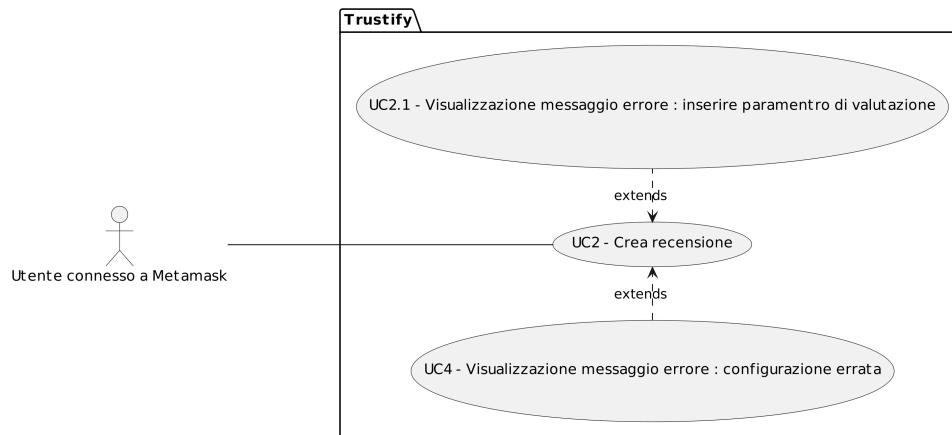 Trustify
UC2.1 - Visualizzazione messaggio errore : inserire paramentro di valutazione
extends
UC2 - Crea recensione
Utente connesso a Metamask
extends
UC4 - Visualizzazione messaggio errore : configurazione errata